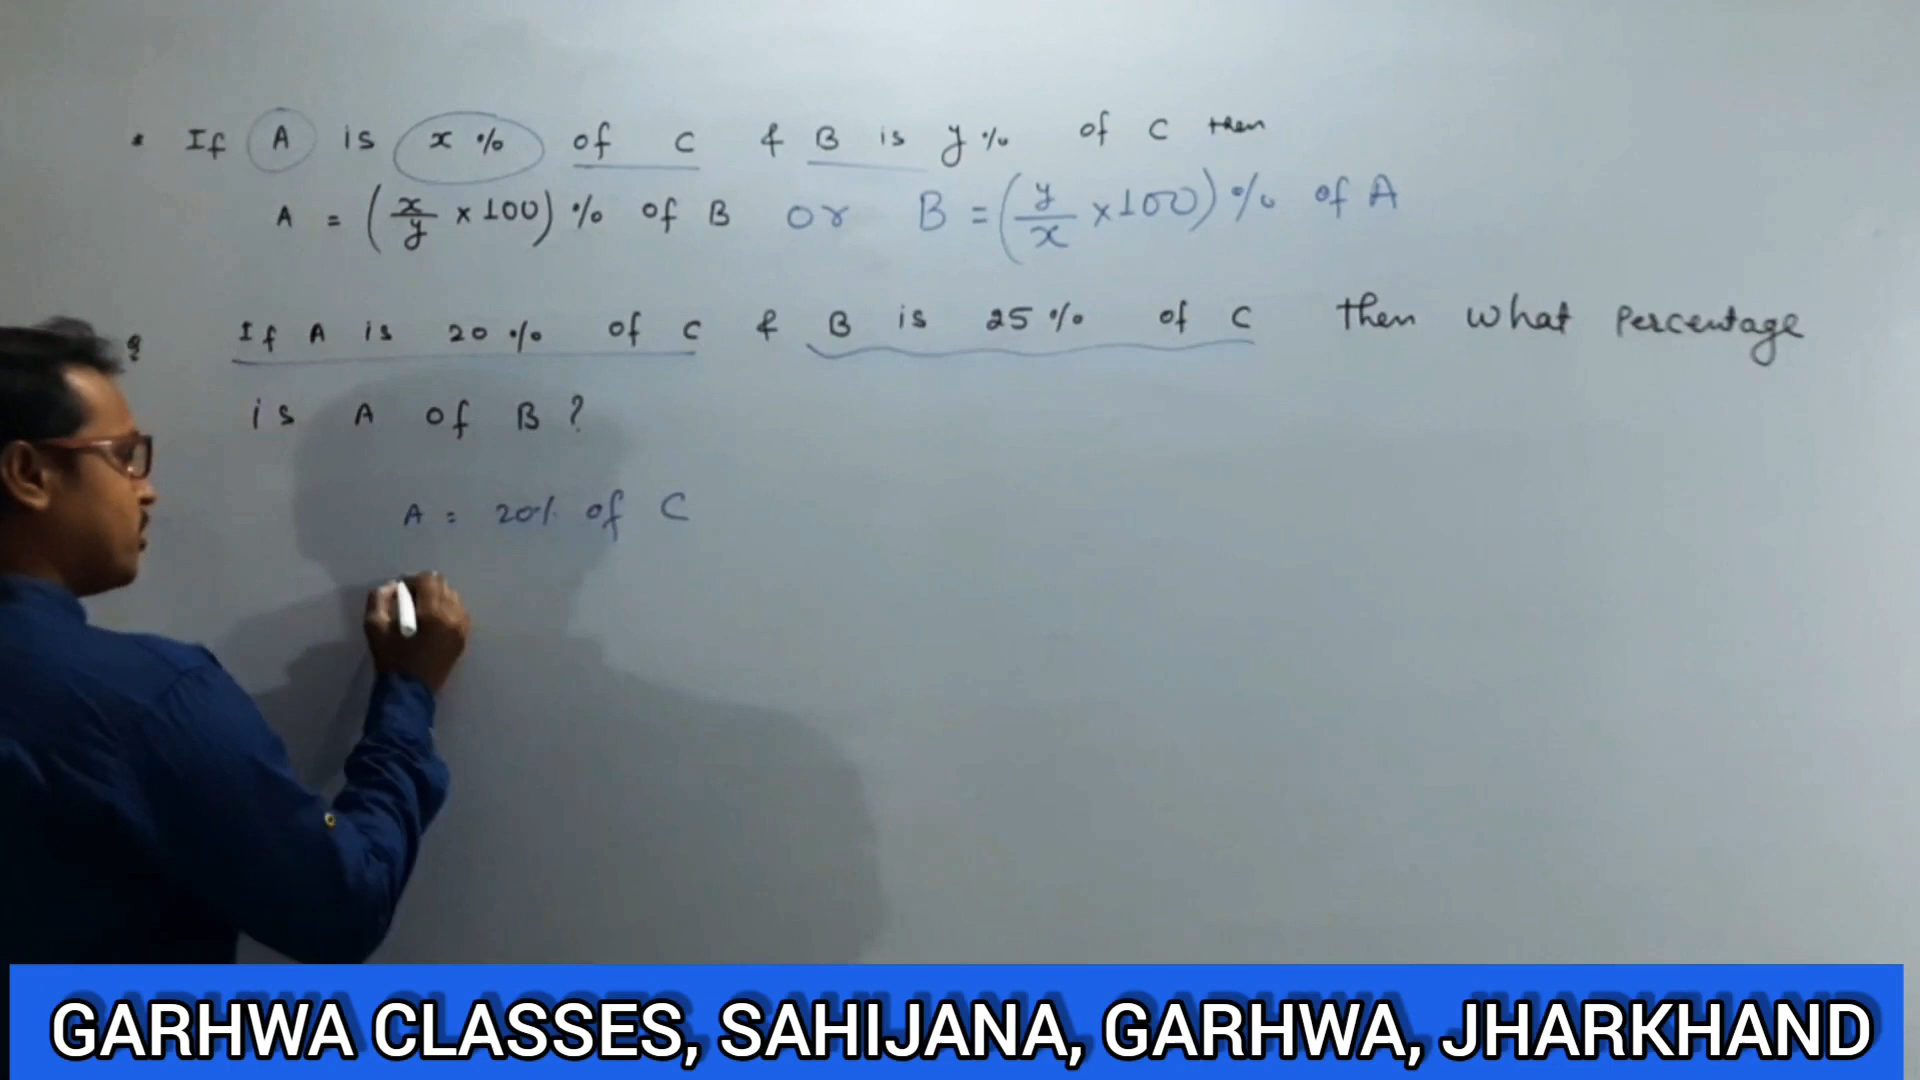 * If A is x% of C & B is y% of C then
A = (x/y × 100)% of B or B = (y/x × 100)% of A
Q If A is 20% of C & B is 25% of C then what percentage
is A of B?
A = 20% of C
GARHWA CLASSES, SAHIJANA, GARHWA, JHARKHAND